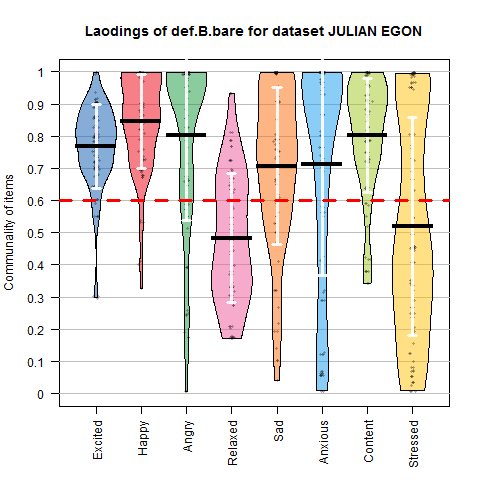 Laodings of def.B.bare for dataset JULIAN EGON
Communality of items
1
0.9
0.8
0.7
0.6
0.5
0.4
0.3
0.2
0.1
0
Excited
Happy
Angry
Relaxed
Sad
Anxious
Content
Stressed